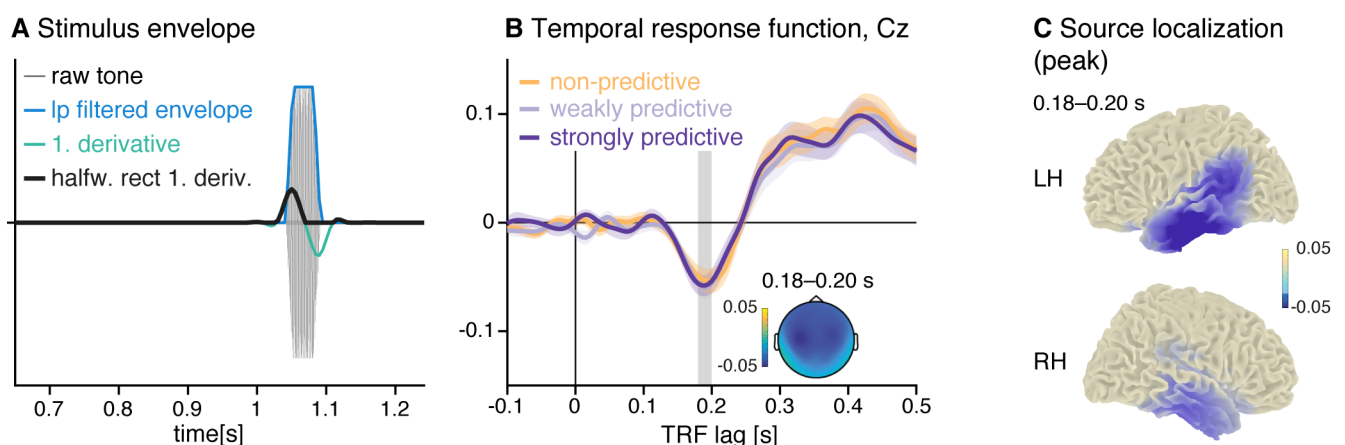 A Stimulus envelope
raw tone
lp filtered envelope
1. derivative
halfw. rect 1. deriv.
0.7 0.8 0.9 1 1.1 1.2
time[s]
B Temporal response function, Cz
non-predictive
weakly predictive
strongly predictive
0.1
0
-0.1
0.18–0.20 s
0.05
-0.05
-0.1 0 0.1 0.2 0.3 0.4 0.5
TRF lag [s]
C Source localization
(peak)
0.18–0.20 s
LH
0.05
-0.05
RH